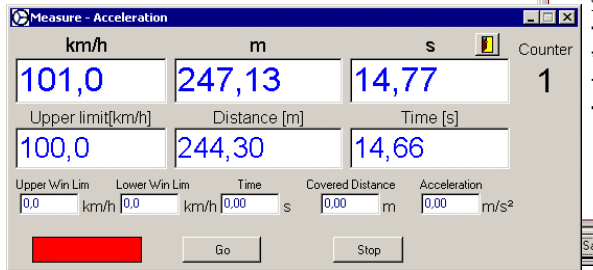 Measure - Acceleration
km/h m s Counter
101,0 247,13 14,77 1
Upper limit[km/h] Distance [m] Time [s]
100,0 244,30 14,66
Upper Win Lim Lower Win Lim Time Covered Distance Acceleration
0,0 km/h 0,0 km/h 0,00 s 0,00 m 0,00 m/s²
Go Stop